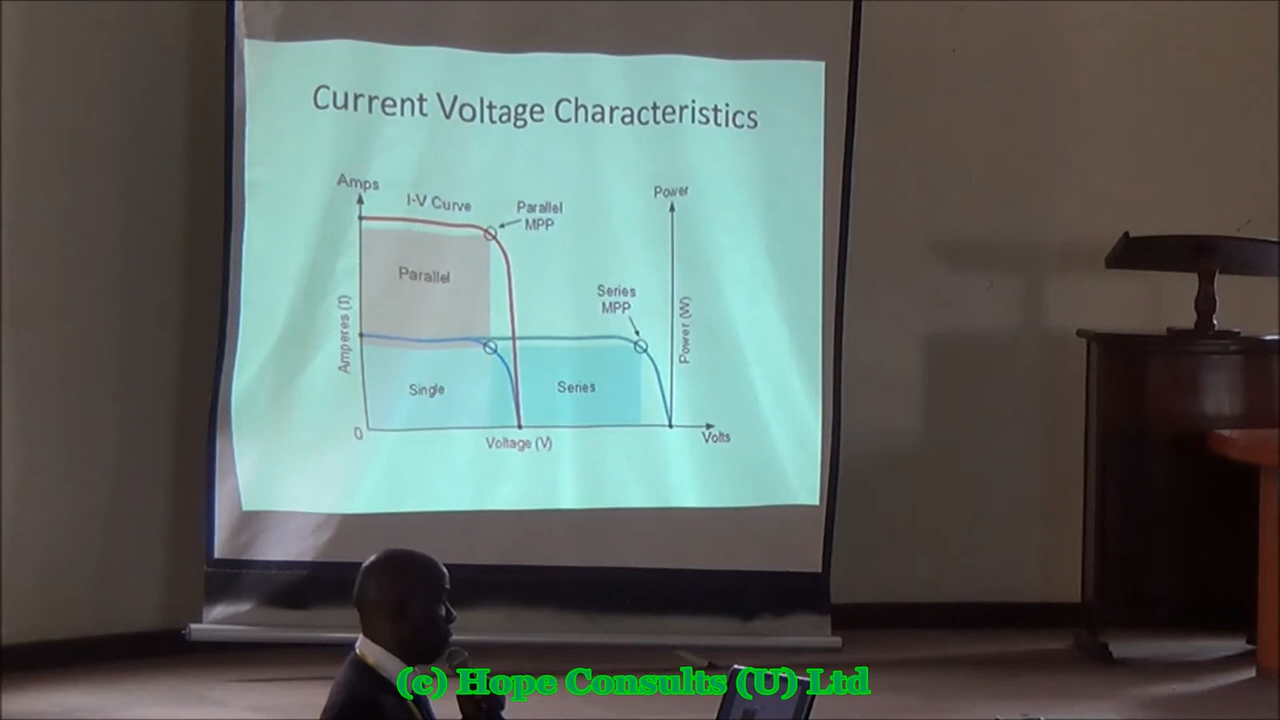 Current Voltage Characteristics
Amps
I-V Curve
Parallel
MPP
Power
Parallel
Series
MPP
Amperes (I)
Power (W)
Single
Series
0
Voltage (V)
Volts
(c) Hope Consults (U) Ltd